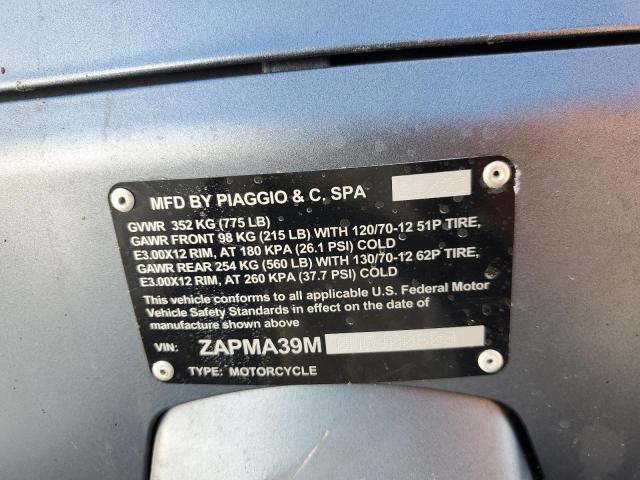 MFD BY PIAGGIO & C. SPA
GVWR 352 KG (775 LB)
GAWR FRONT 98 KG (215 LB) WITH 120/70-12 51P TIRE,
E3.00X12 RIM, AT 180 KPA (26.1 PSI) COLD
GAWR REAR 254 KG (560 LB) WITH 130/70-12 62P TIRE,
E3.00X12 RIM, AT 260 KPA (37.7 PSI) COLD
This vehicle conforms to all applicable U.S. Federal Motor
Vehicle Safety Standards in effect on the date of
manufacture shown above
VIN: ZAPMA39M
TYPE: MOTORCYCLE